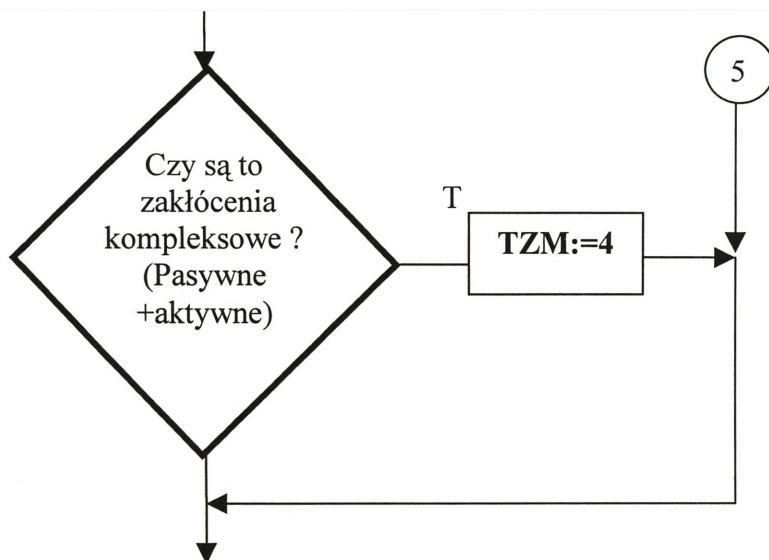 Czy są to
zakłócenia
kompleksowe ?
(Pasywne
+aktywne)
T
TZM:=4
5